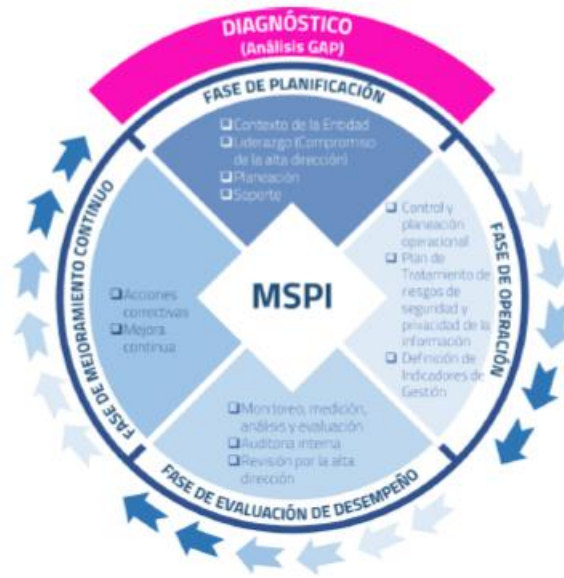 DIAGNÓSTICO
(Análisis GAP)
FASE DE PLANIFICACIÓN
Contexto de la Entidad
Liderazgo (Compromiso
de la alta dirección)
Planeación
Soporte
FASE DE OPERACIÓN
Control y
planeación
operacional
Plan de
Tratamiento de
riesgos de
seguridad y
privacidad de la
información
Definición de
Indicadores de
Gestión
MSPI
FASE DE EVALUACIÓN DE DESEMPEÑO
Monitoreo, medición,
análisis y evaluación
Auditoria interna
Revisión por la alta
dirección
FASE DE MEJORAMIENTO CONTINUO
Acciones
correctivas
Mejora
continua